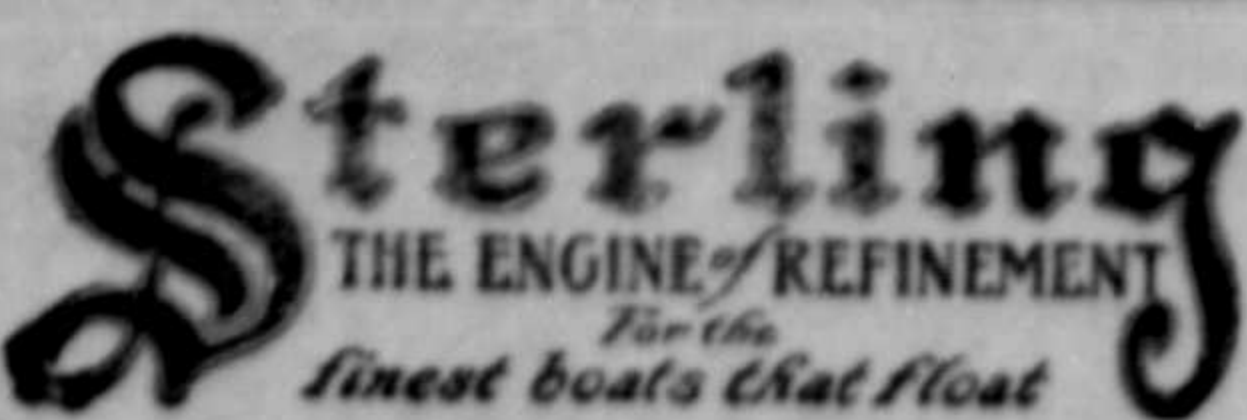 Sterling
THE ENGINE of REFINEMENT
For the
finest boats that float